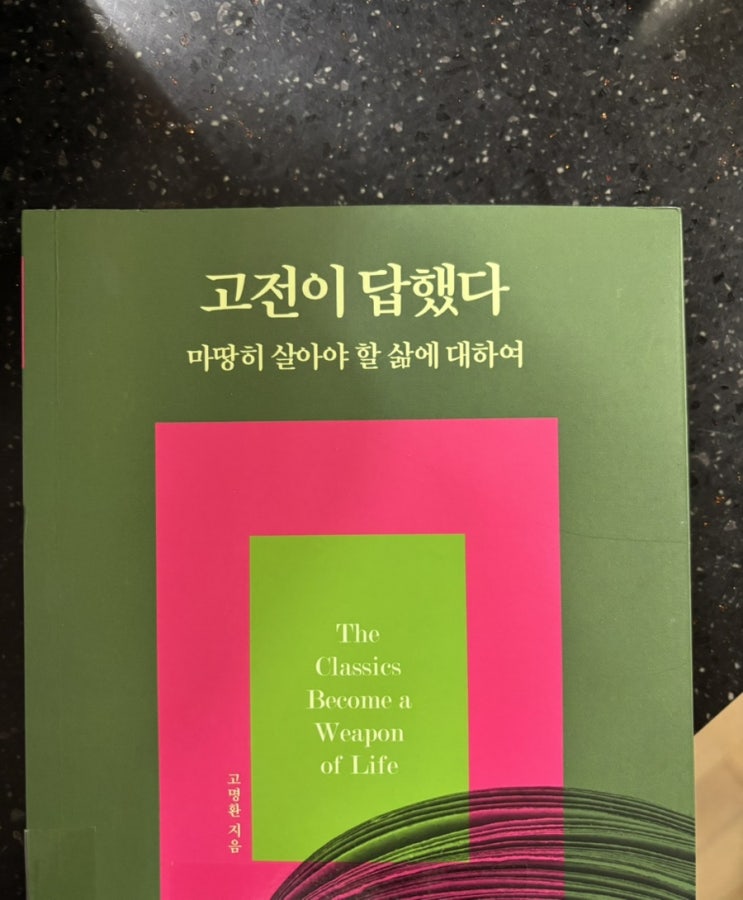 고전이 답했다
마땅히 살아야 할 삶에 대하여
The
Classics
Become a
Weapon
of Life
고명환 지음